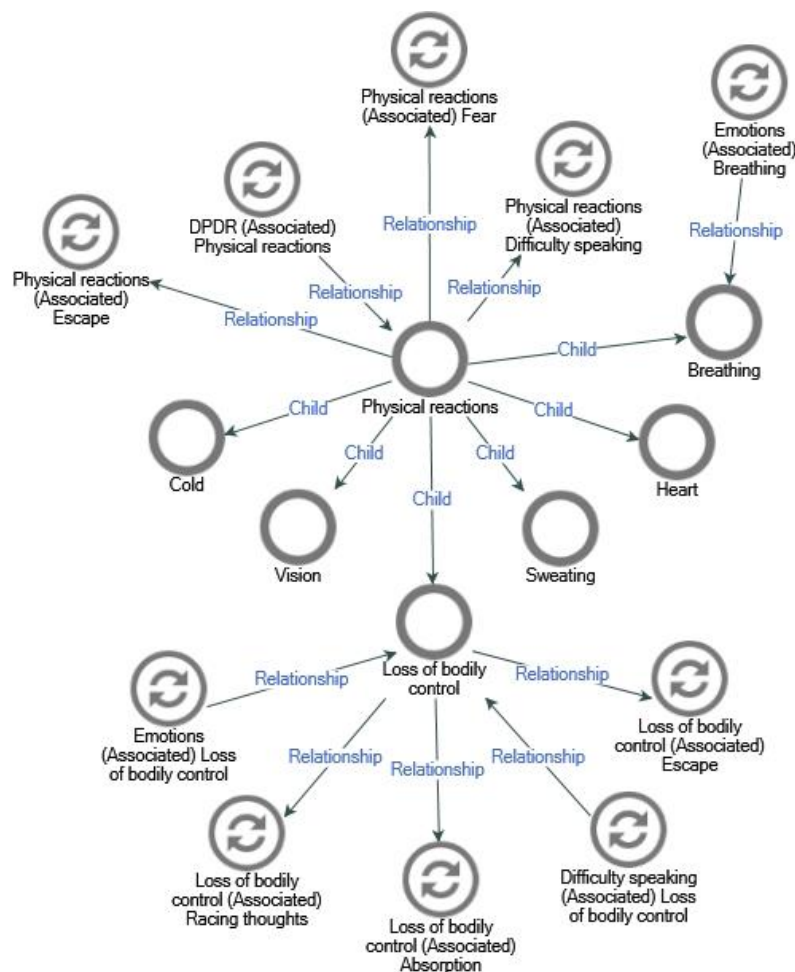 Physical reactions
(Associated) Fear
Emotions
(Associated)
Breathing
DPDR (Associated)
Physical reactions
Physical reactions
(Associated)
Difficulty speaking
Relationship
Relationship
Physical reactions
(Associated)
Escape
Relationship
Relationship
Relationship
Child
Breathing
Physical reactions
Child
Child
Cold
Child
Child
Heart
Child
Vision
Sweating
Loss of bodily
control
Relationship
Relationship
Emotions
(Associated) Loss
of bodily control
Loss of bodily
control (Associated)
Escape
Relationship
Relationship
Relationship
Loss of bodily
control (Associated)
Racing thoughts
Difficulty speaking
(Associated) Loss
of bodily control
Loss of bodily
control (Associated)
Absorption